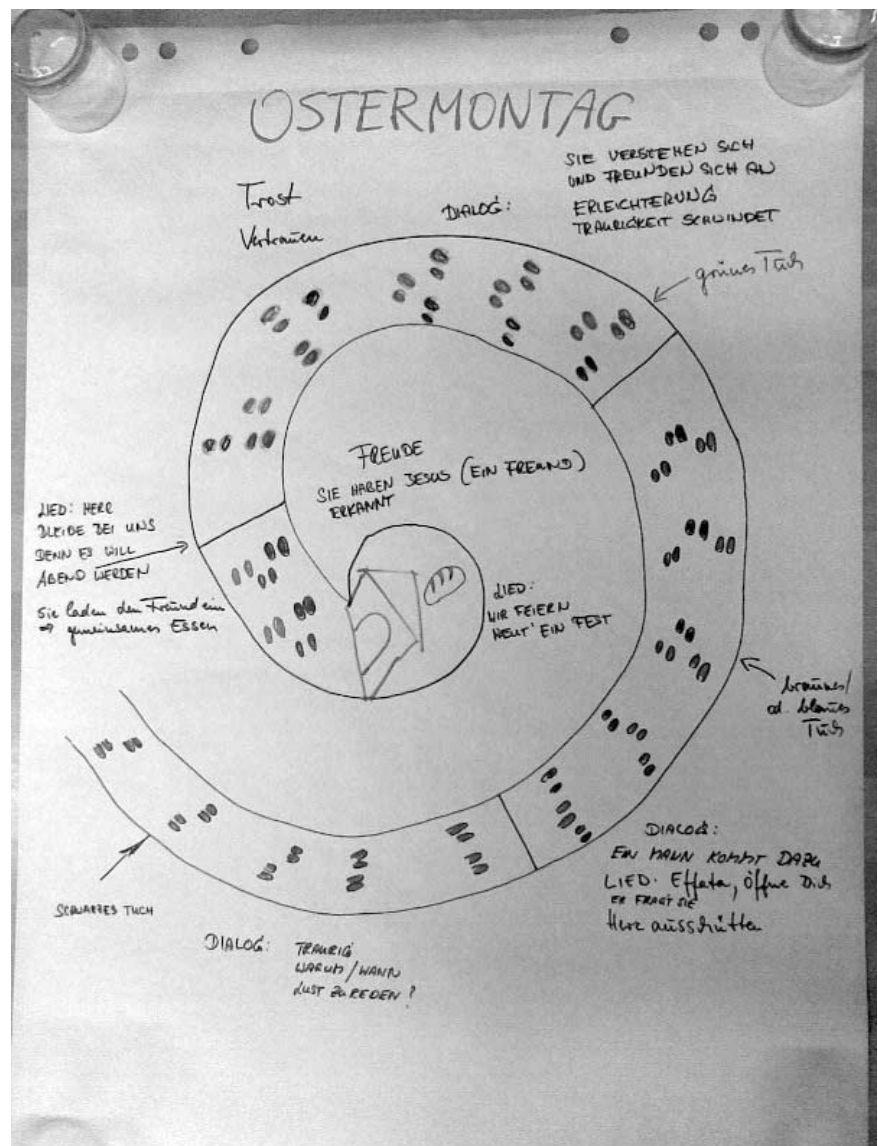 OSTERMONTAG
Trost
Vertrauen
DIALOG:
SIE VERSTEHEN SICH
UND FREUNDEN SICH AN
ERLEICHTERUNG
TRAURIGKEIT SCHWINDET
grünes Tuch
FREUDE
SIE HABEN JESUS (EIN FREUND)
ERKANNT
LIED: HERR
BLEIBE BEI UNS
DENN ES WILL
ABEND WERDEN
Sie laden den Freund ein
⇒ gemeinsames Essen
LIED:
WIR FEIERN
HEUT' EIN FEST
braunes/
od. blaues
Tuch
DIALOG:
EIN MANN KOMMT DAZU
LIED: Effata, Öffne Dich
ER FRAGT SIE
Herz ausschütten
SCHWARZES TUCH
DIALOG: TRAURIG
WARUM/WANN
LUST ZU REDEN?